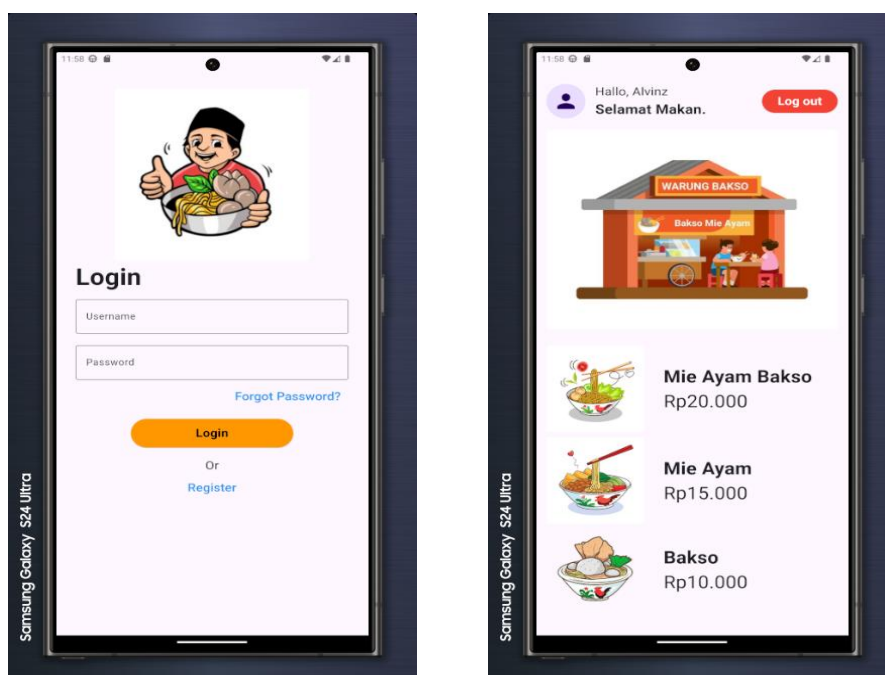 11:58
Login
Username
Password
Forgot Password?
Login
Or
Register
Samsung Galaxy S24 Ultra
11:58
Hallo, Alvinz
Selamat Makan.
Log out
WARUNG BAKSO
Bakso Mie Ayam
Mie Ayam Bakso
Rp20.000
Mie Ayam
Rp15.000
Bakso
Rp10.000
Samsung Galaxy S24 Ultra